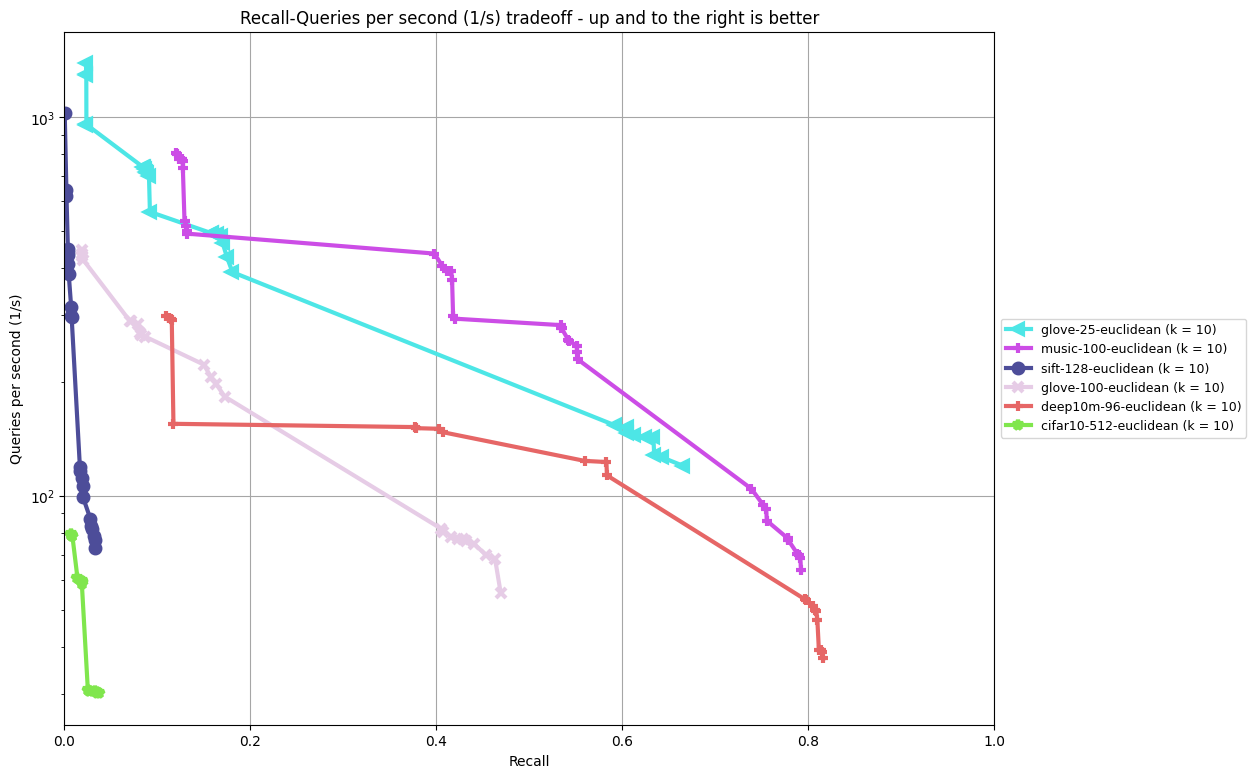 Recall-Queries per second (1/s) tradeoff - up and to the right is better
Queries per second (1/s)
10³
10²
0.0 0.2 0.4 0.6 0.8 1.0
Recall
glove-25-euclidean (k = 10)
music-100-euclidean (k = 10)
sift-128-euclidean (k = 10)
glove-100-euclidean (k = 10)
deep10m-96-euclidean (k = 10)
cifar10-512-euclidean (k = 10)